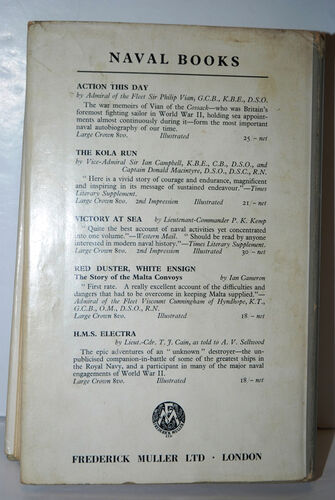 NAVAL BOOKS
ACTION THIS DAY
by Admiral of the Fleet Sir Philip Vian, G.C.B., K.B.E., D.S.O.
The war memoirs of Vian of the Cossack—who was Britain's
foremost fighting sailor in World War II, holding sea appoint-
ments almost continuously during it—form the most important
naval autobiography of our time.
Large Crown 8vo. Illustrated 25/- net
THE KOLA RUN
by Vice-Admiral Sir Ian Campbell, K.B.E., C.B., D.S.O., and
Captain Donald Macintyre, D.S.O., D.S.C., R.N.
"Here is a vivid story of courage and endurance, magnificent
and inspiring in its message of sustained endeavour."—Times
Literary Supplement.
Large Crown 8vo. 2nd Impression Illustrated 21/- net
VICTORY AT SEA by Lieutenant-Commander P. K. Kemp
"Quite the best account of naval activities yet concentrated
into one volume."—Western Mail. "Should be read by anyone
interested in modern naval history."—Times Literary Supplement.
Large Crown 8vo. 2nd Impression Illustrated 30/- net
RED DUSTER, WHITE ENSIGN
The Story of the Malta Convoys by Ian Cameron
"First rate. A really excellent account of the difficulties and
dangers that had to be overcome in keeping Malta supplied,"—
Admiral of the Fleet Viscount Cunningham of Hyndhope, K.T.,
G.C.B., O.M., D.S.O., R.N.
Large Crown 8vo. Illustrated 18/- net
H.M.S. ELECTRA
by Lieut.-Cdr. T. J. Cain, as told to A. V. Sellwood
The epic adventures of an "unknown" destroyer—the un-
published companion-in-battle of some of the greatest ships in
the Royal Navy, and a participant in many of the major naval
engagements of World War II.
Large Crown 8vo. Illustrated 18/- net
FREDERICK MULLER LTD · LONDON